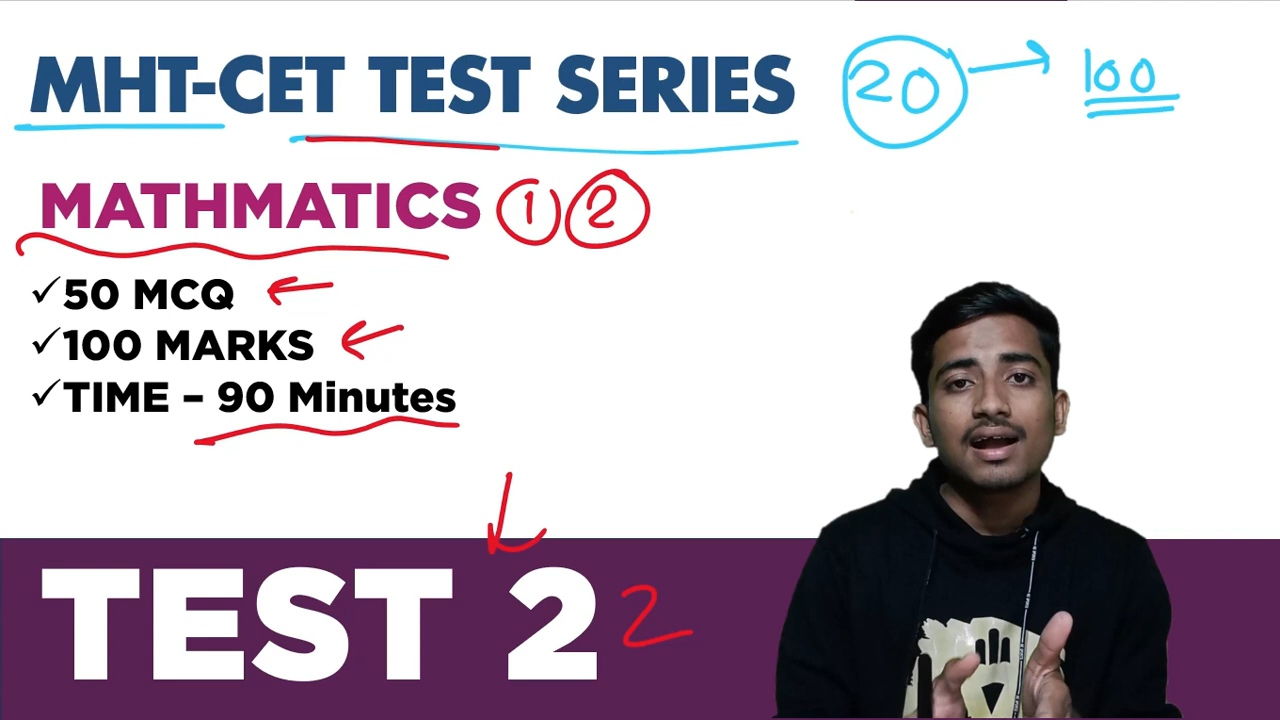 MHT-CET TEST SERIES 20 → 100
MATHMATICS 1 2
✓50 MCQ
✓100 MARKS
✓TIME – 90 Minutes
TEST 2 2